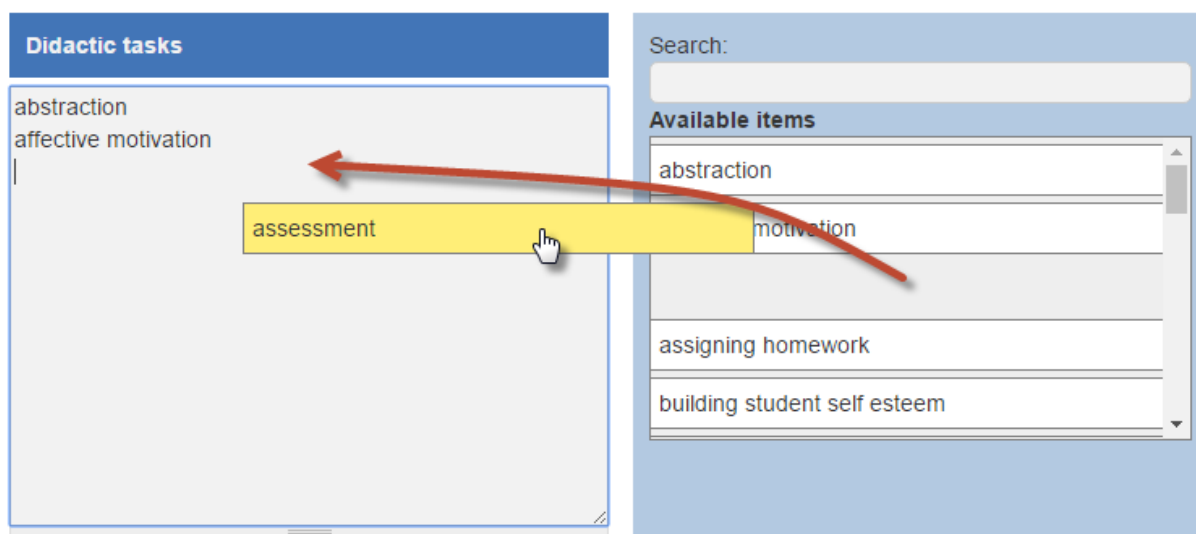 Didactic tasks
abstraction
affective motivation
assessment
Search:
Available items
abstraction
motivation
assigning homework
building student self esteem